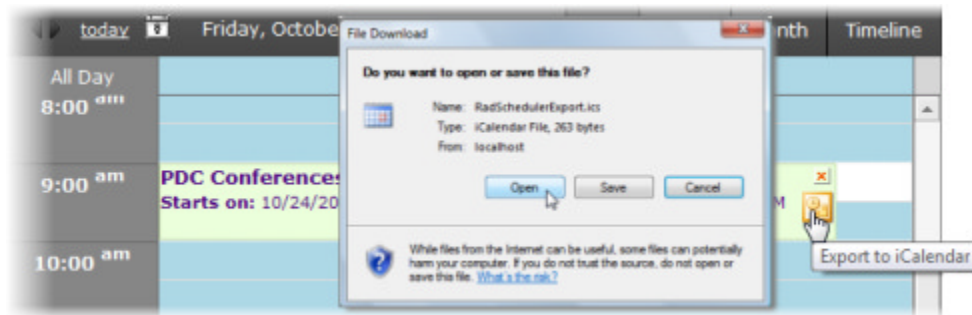 today 8 Friday, Octobe
nth Timeline
All Day
8:00 am
9:00 am
10:00 am
PDC Conferences
Starts on: 10/24/20
M
File Download
Do you want to open or save this file?
Name: RadSchedulerExport.ics
Type: iCalendar File, 263 bytes
From: localhost
Open Save Cancel
While files from the Internet can be useful, some files can potentially
harm your computer. If you do not trust the source, do not open or
save this file. What's the risk?
Export to iCalendar